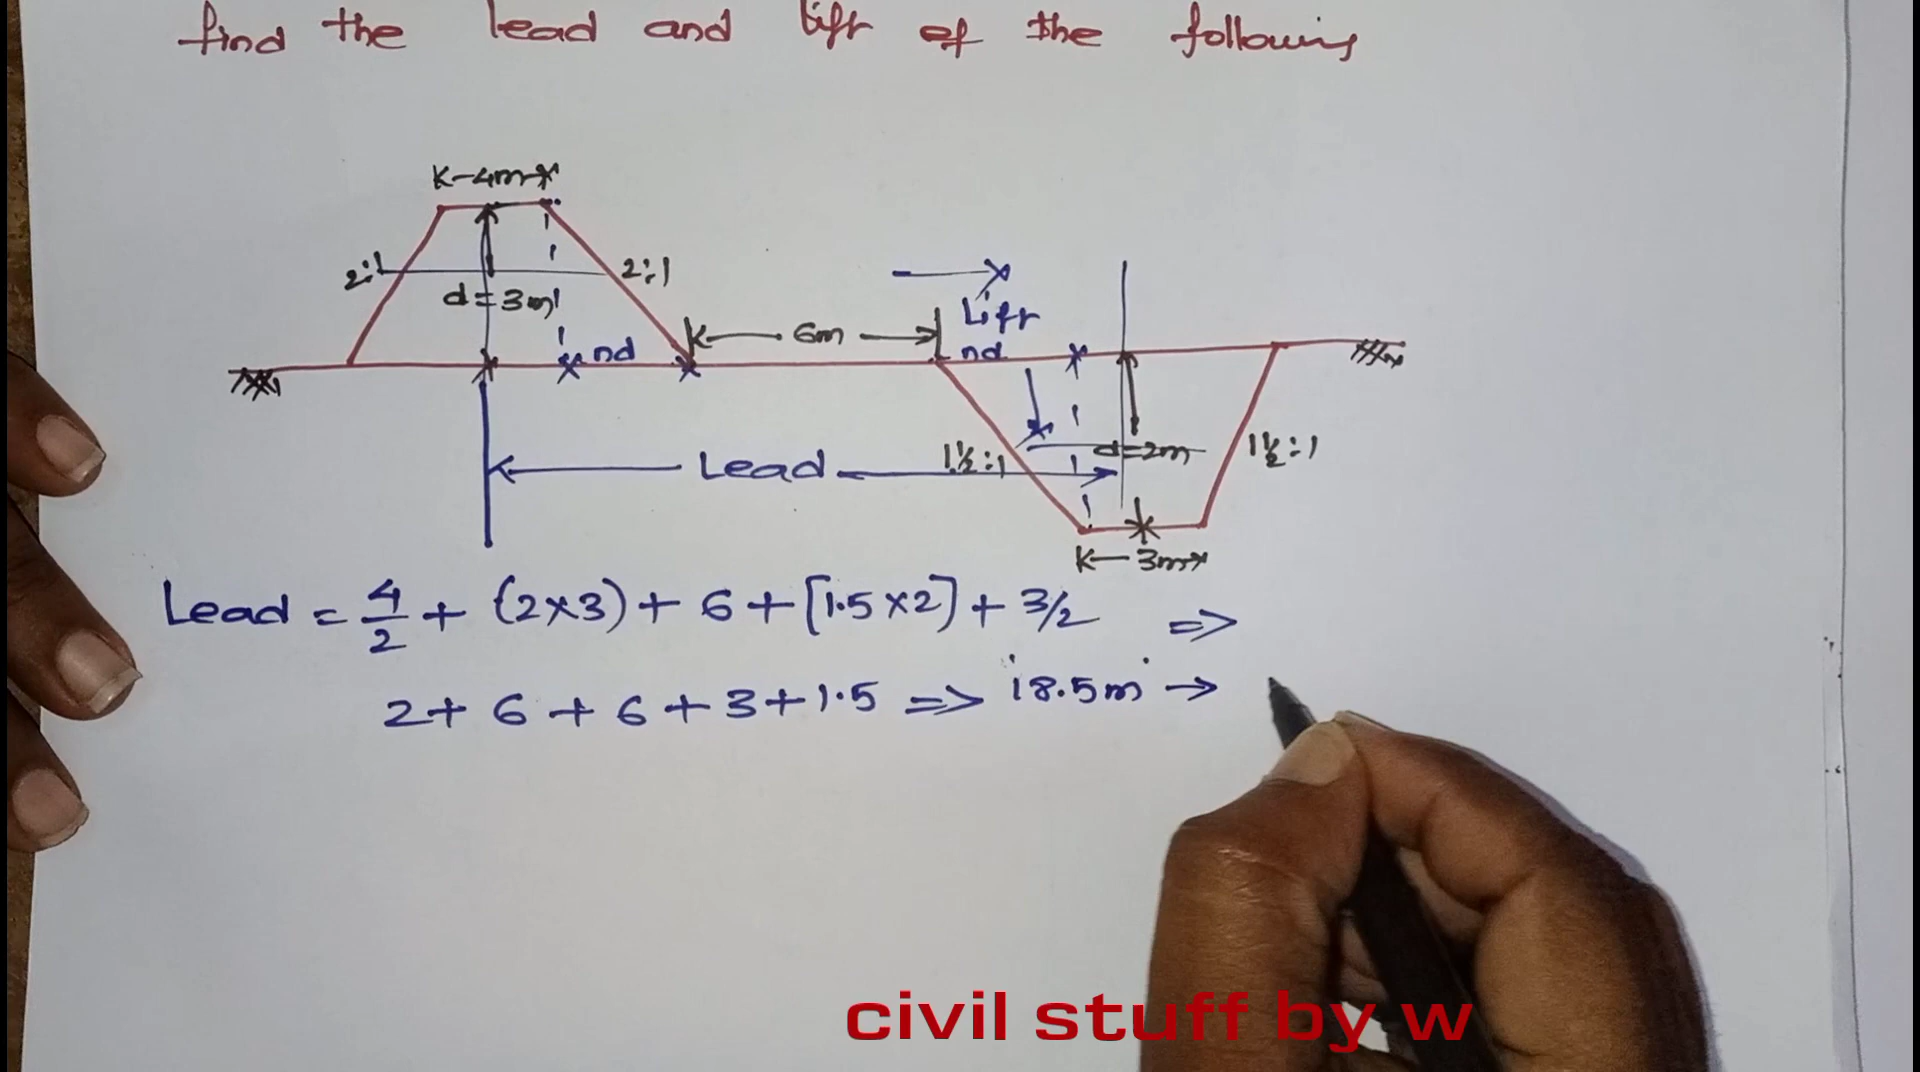 find the lead and lift of the following
K-4m-*
2:1
2:1
d=3m
nd
K← 6m →
Lift
nd
1½:1
d=2m
1½:1
← Lead →
K← 3m*
Lead = 4/2 + (2×3) + 6 + [1.5×2] + 3/2 ⇒
2 + 6 + 6 + 3 + 1.5 ⇒ 18.5m →
civil stuff by w